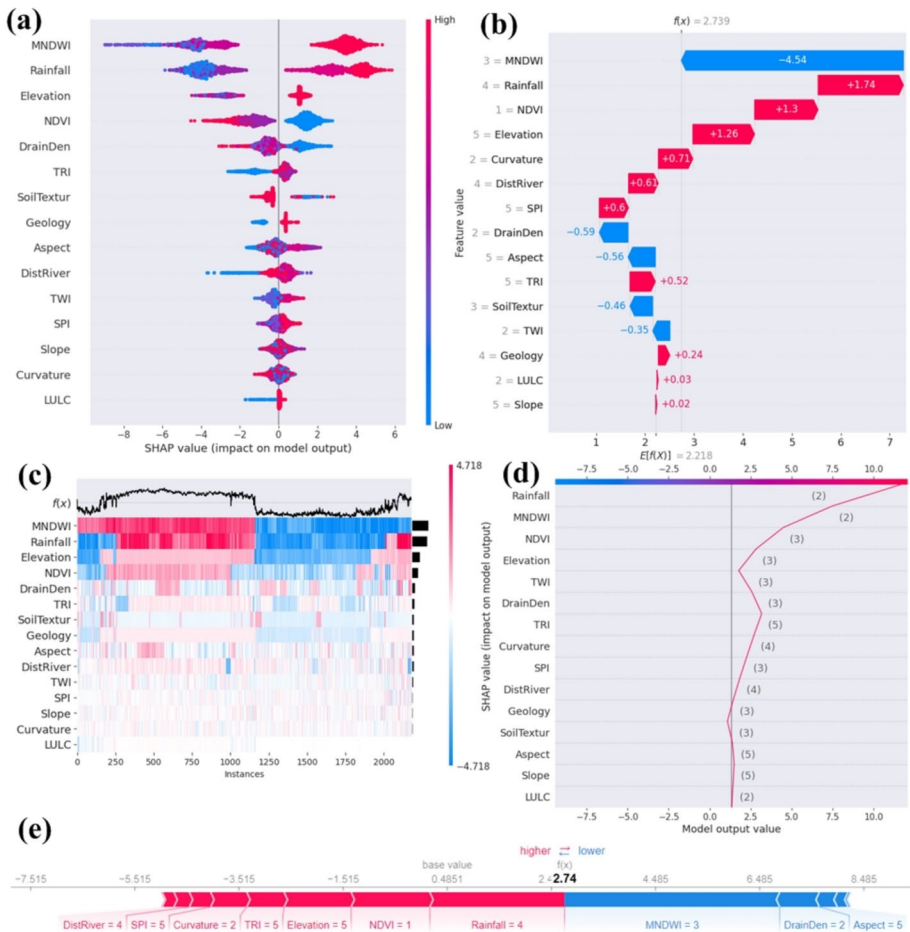 (a)
High
MNDWI
Rainfall
Elevation
NDVI
DrainDen
TRI
SoilTextur
Geology
Aspect
DistRiver
TWI
SPI
Slope
Curvature
LULC
Low
−8 −6 −4 −2 0 2 4 6
SHAP value (impact on model output)
(b)
f(x) = 2.739
Feature value
3 = MNDWI −4.54
4 = Rainfall +1.74
1 = NDVI +1.3
5 = Elevation +1.26
2 = Curvature +0.71
4 = DistRiver +0.61
5 = SPI +0.6
2 = DrainDen −0.59
5 = Aspect −0.56
5 = TRI +0.52
3 = SoilTextur −0.46
2 = TWI −0.35
4 = Geology +0.24
2 = LULC +0.03
5 = Slope +0.02
1 2 3 4 5 6 7
E[f(X)] = 2.218
(c)
4.718
f(x)
MNDWI
Rainfall
Elevation
NDVI
DrainDen
TRI
SoilTextur
Geology
Aspect
DistRiver
TWI
SPI
Slope
Curvature
LULC
0 250 500 750 1000 1250 1500 1750 2000
Instances
−4.718
(d)
−7.5 −5.0 −2.5 0.0 2.5 5.0 7.5 10.0
SHAP value (impact on model output)
Rainfall (2)
MNDWI (2)
NDVI (3)
Elevation (3)
TWI (3)
DrainDen (3)
TRI (5)
Curvature (4)
SPI (3)
DistRiver (4)
Geology (3)
SoilTextur (3)
Aspect (5)
Slope (5)
LULC (2)
−7.5 −5.0 −2.5 0.0 2.5 5.0 7.5 10.0
Model output value
(e)
higher ⇄ lower
base value f(x)
−7.515 −5.515 −3.515 −1.515 0.4851 2.4 2.74 4.485 6.485 8.485
DistRiver = 4 SPI = 5 Curvature = 2 TRI = 5 Elevation = 5 NDVI = 1 Rainfall = 4 MNDWI = 3 DrainDen = 2 Aspect = 5